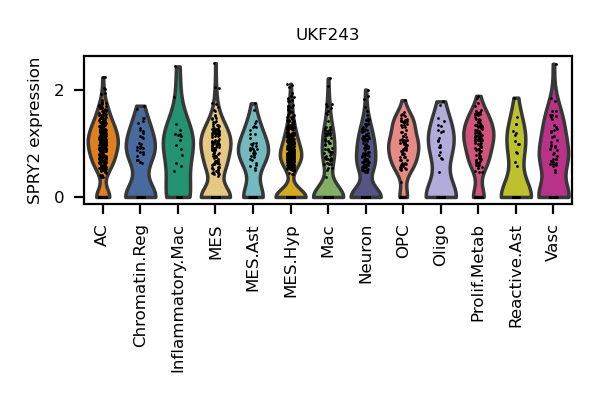 UKF243
SPRY2 expression
2
0
AC
Chromatin.Reg
Inflammatory.Mac
MES
MES.Ast
MES.Hyp
Mac
Neuron
OPC
Oligo
Prolif.Metab
Reactive.Ast
Vasc